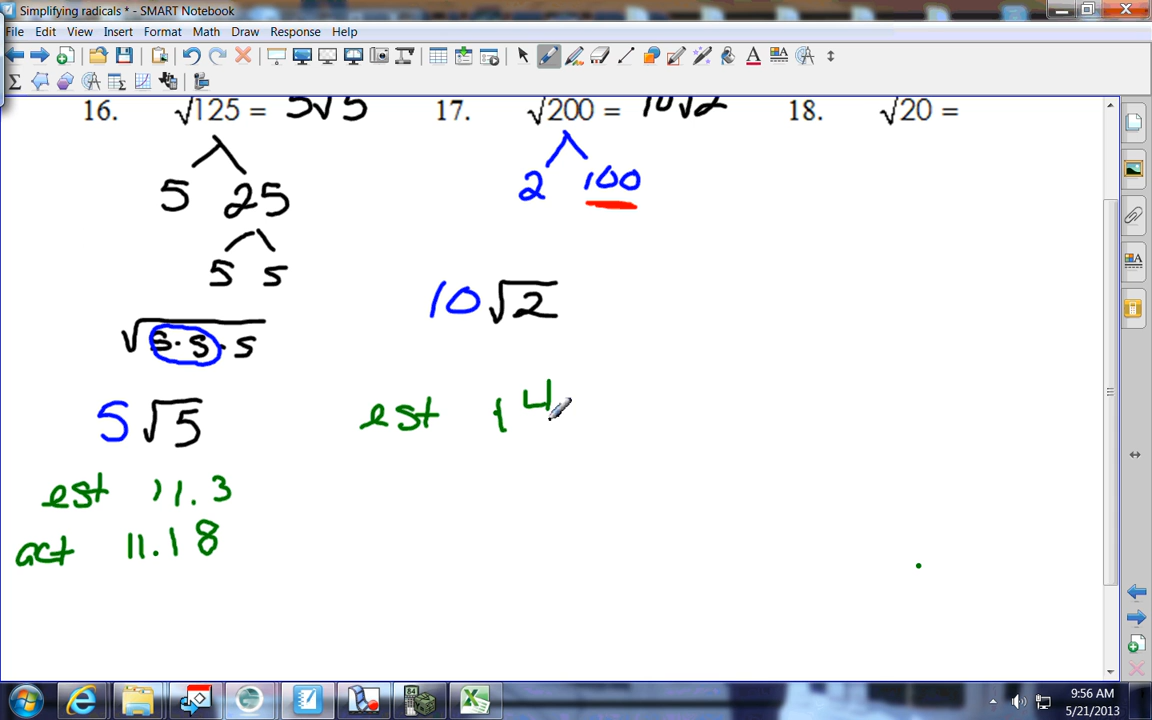 Simplifying radicals * - SMART Notebook
File Edit View Insert Format Math Draw Response Help
16. √125 = 5√5 17. √200 = 10√2 18. √20 =
5 25
2 100
5 5
√5·5·5
10√2
5√5
est 14
est 11.3
act 11.18
9:56 AM
5/21/2013